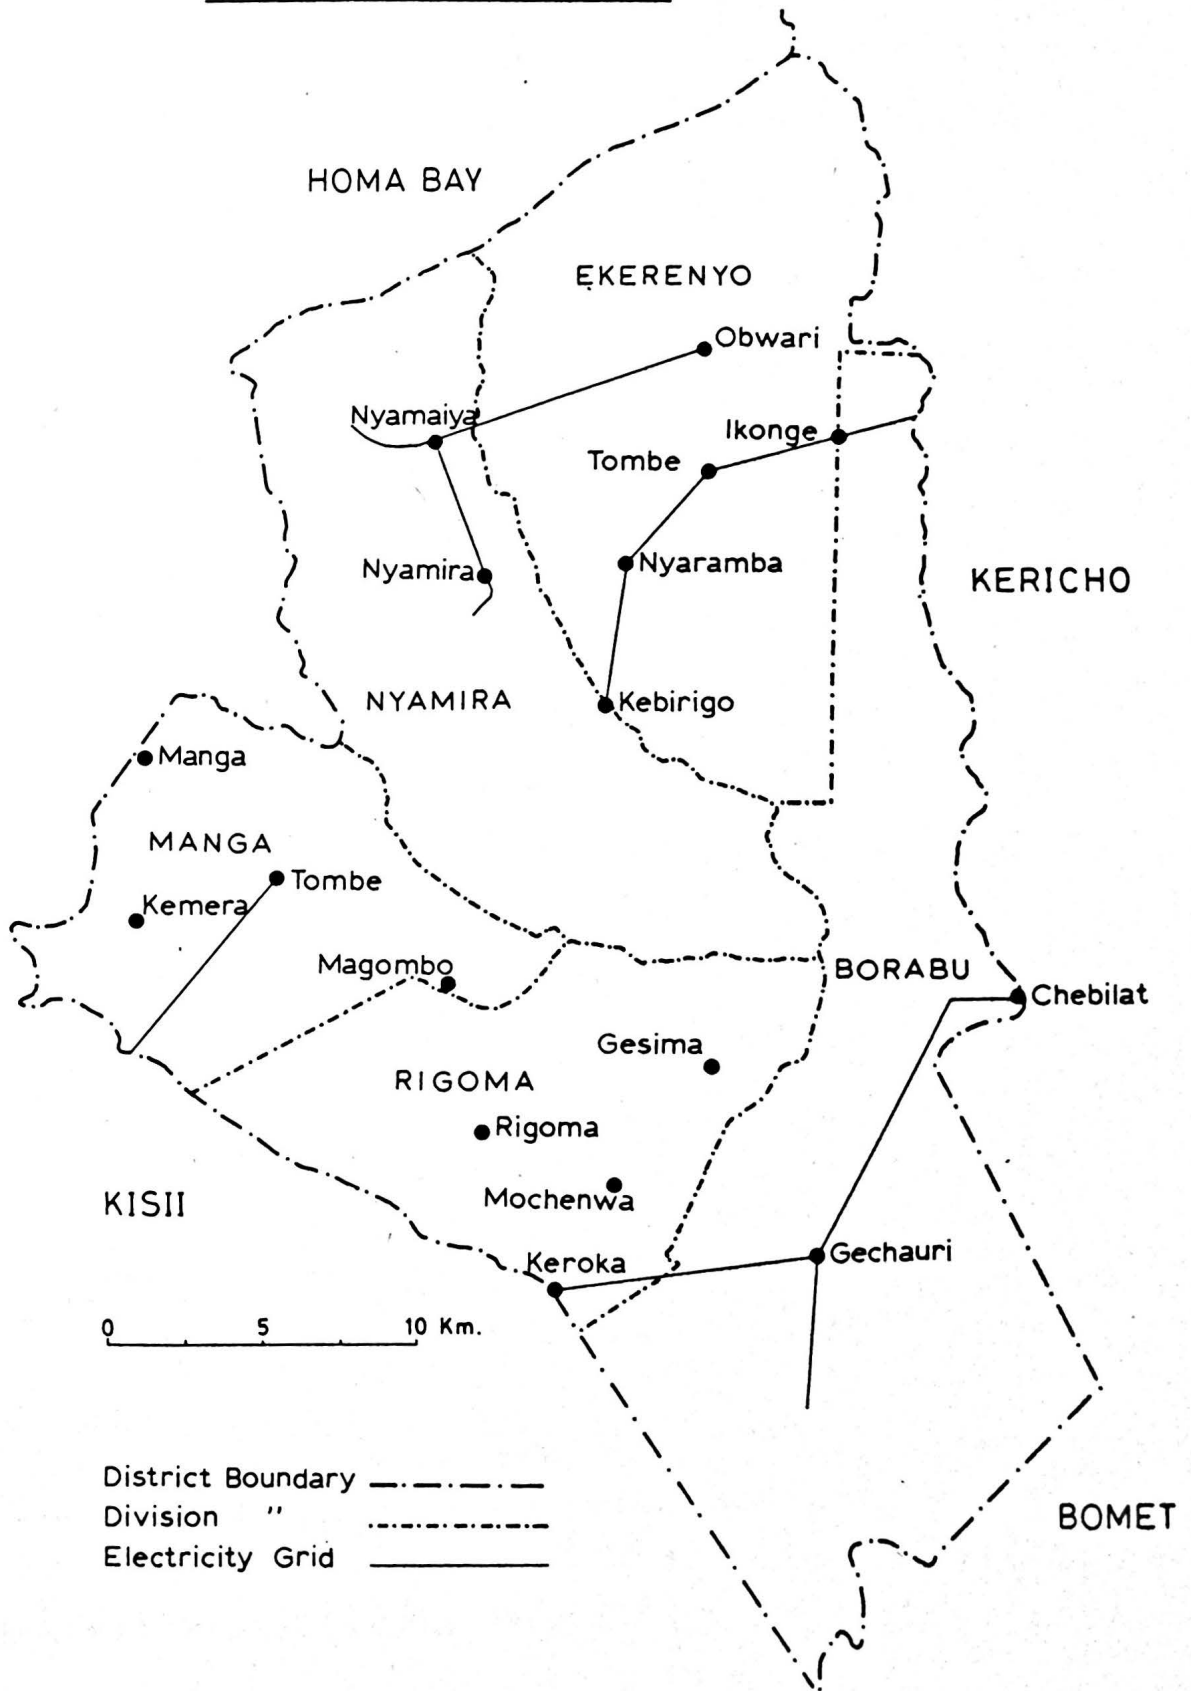 HOMA BAY
EKERENYO
Obwari
Nyamaiya
Ikonge
Tombe
Nyamira
Nyaramba
KERICHO
NYAMIRA
Kebirigo
Manga
MANGA
Tombe
Kemera
Magombo
BORABU
Chebilat
Gesima
RIGOMA
Rigoma
KISII
Mochenwa
Keroka
Gechauri
0 5 10 Km.
District Boundary
Division "
Electricity Grid
BOMET